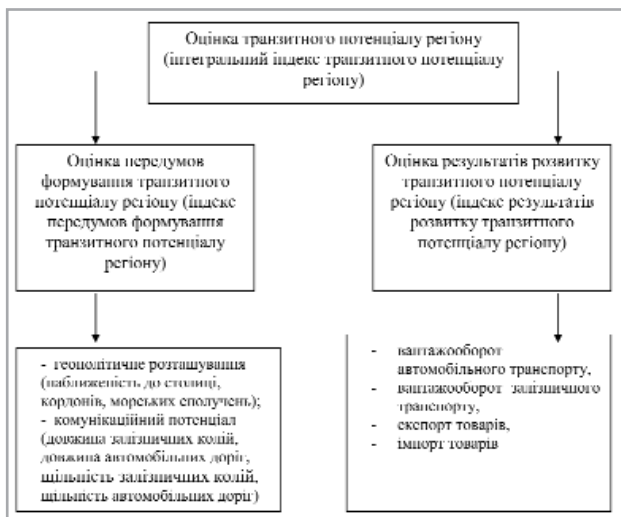 Оцінка транзитного потенціалу регіону
(інтегральний індекс транзитного потенціалу
регіону)
Оцінка передумов
формування транзитного
потенціалу регіону (індекс
передумов формування
транзитного потенціалу
регіону)
Оцінка результатів розвитку
транзитного потенціалу
регіону (індекс результатів
розвитку транзитного
потенціалу регіону)
- геополітичне розташування
(наближеність до столиці,
кордонів, морських сполучень);
- комунікаційний потенціал
(довжина залізничних колій,
довжина автомобільних доріг,
щільність залізничних колій,
щільність автомобільних доріг)
- вантажооборот
автомобільного транспорту,
- вантажооборот залізничного
транспорту,
- експорт товарів,
- імпорт товарів